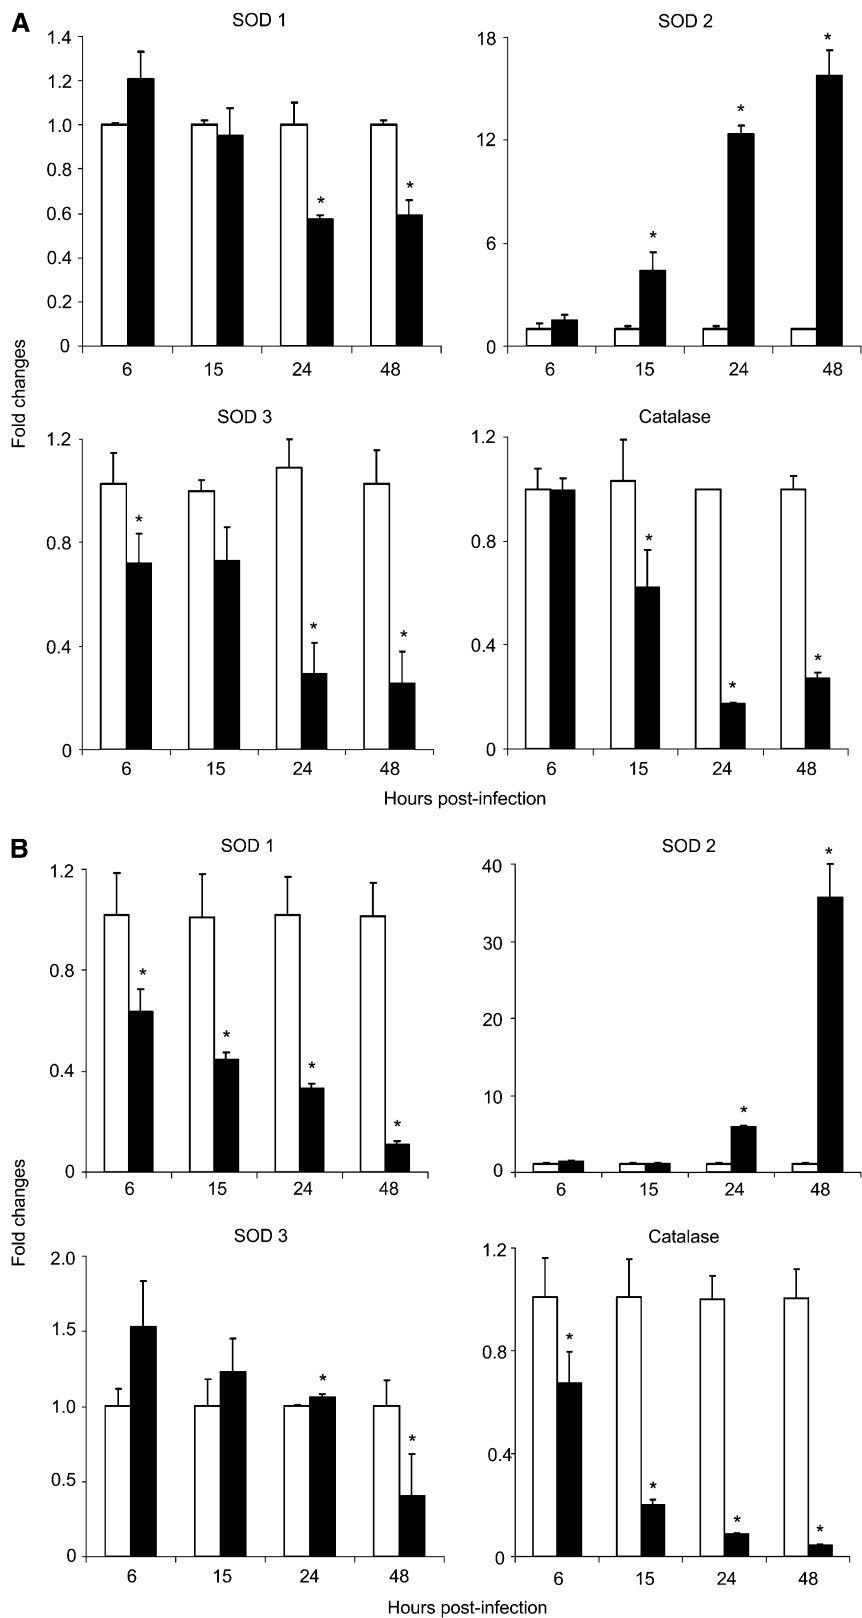 A
SOD 1
SOD 2
1.4
1.2
1.0
0.8
0.6
0.4
0.2
0
* *
6 15 24 48
18
12
6
0
* * *
6 15 24 48
Fold changes
SOD 3
Catalase
1.2
0.8
0.4
0
* * *
6 15 24 48
1.2
0.8
0.4
0
* * *
6 15 24 48
Hours post-infection
B
SOD 1
SOD 2
1.2
0.8
0.4
0
* * * *
6 15 24 48
40
30
20
10
0
* *
6 15 24 48
Fold changes
SOD 3
Catalase
2.0
1.5
1.0
0.5
0
* *
6 15 24 48
1.2
0.8
0.4
0
* * * *
6 15 24 48
Hours post-infection